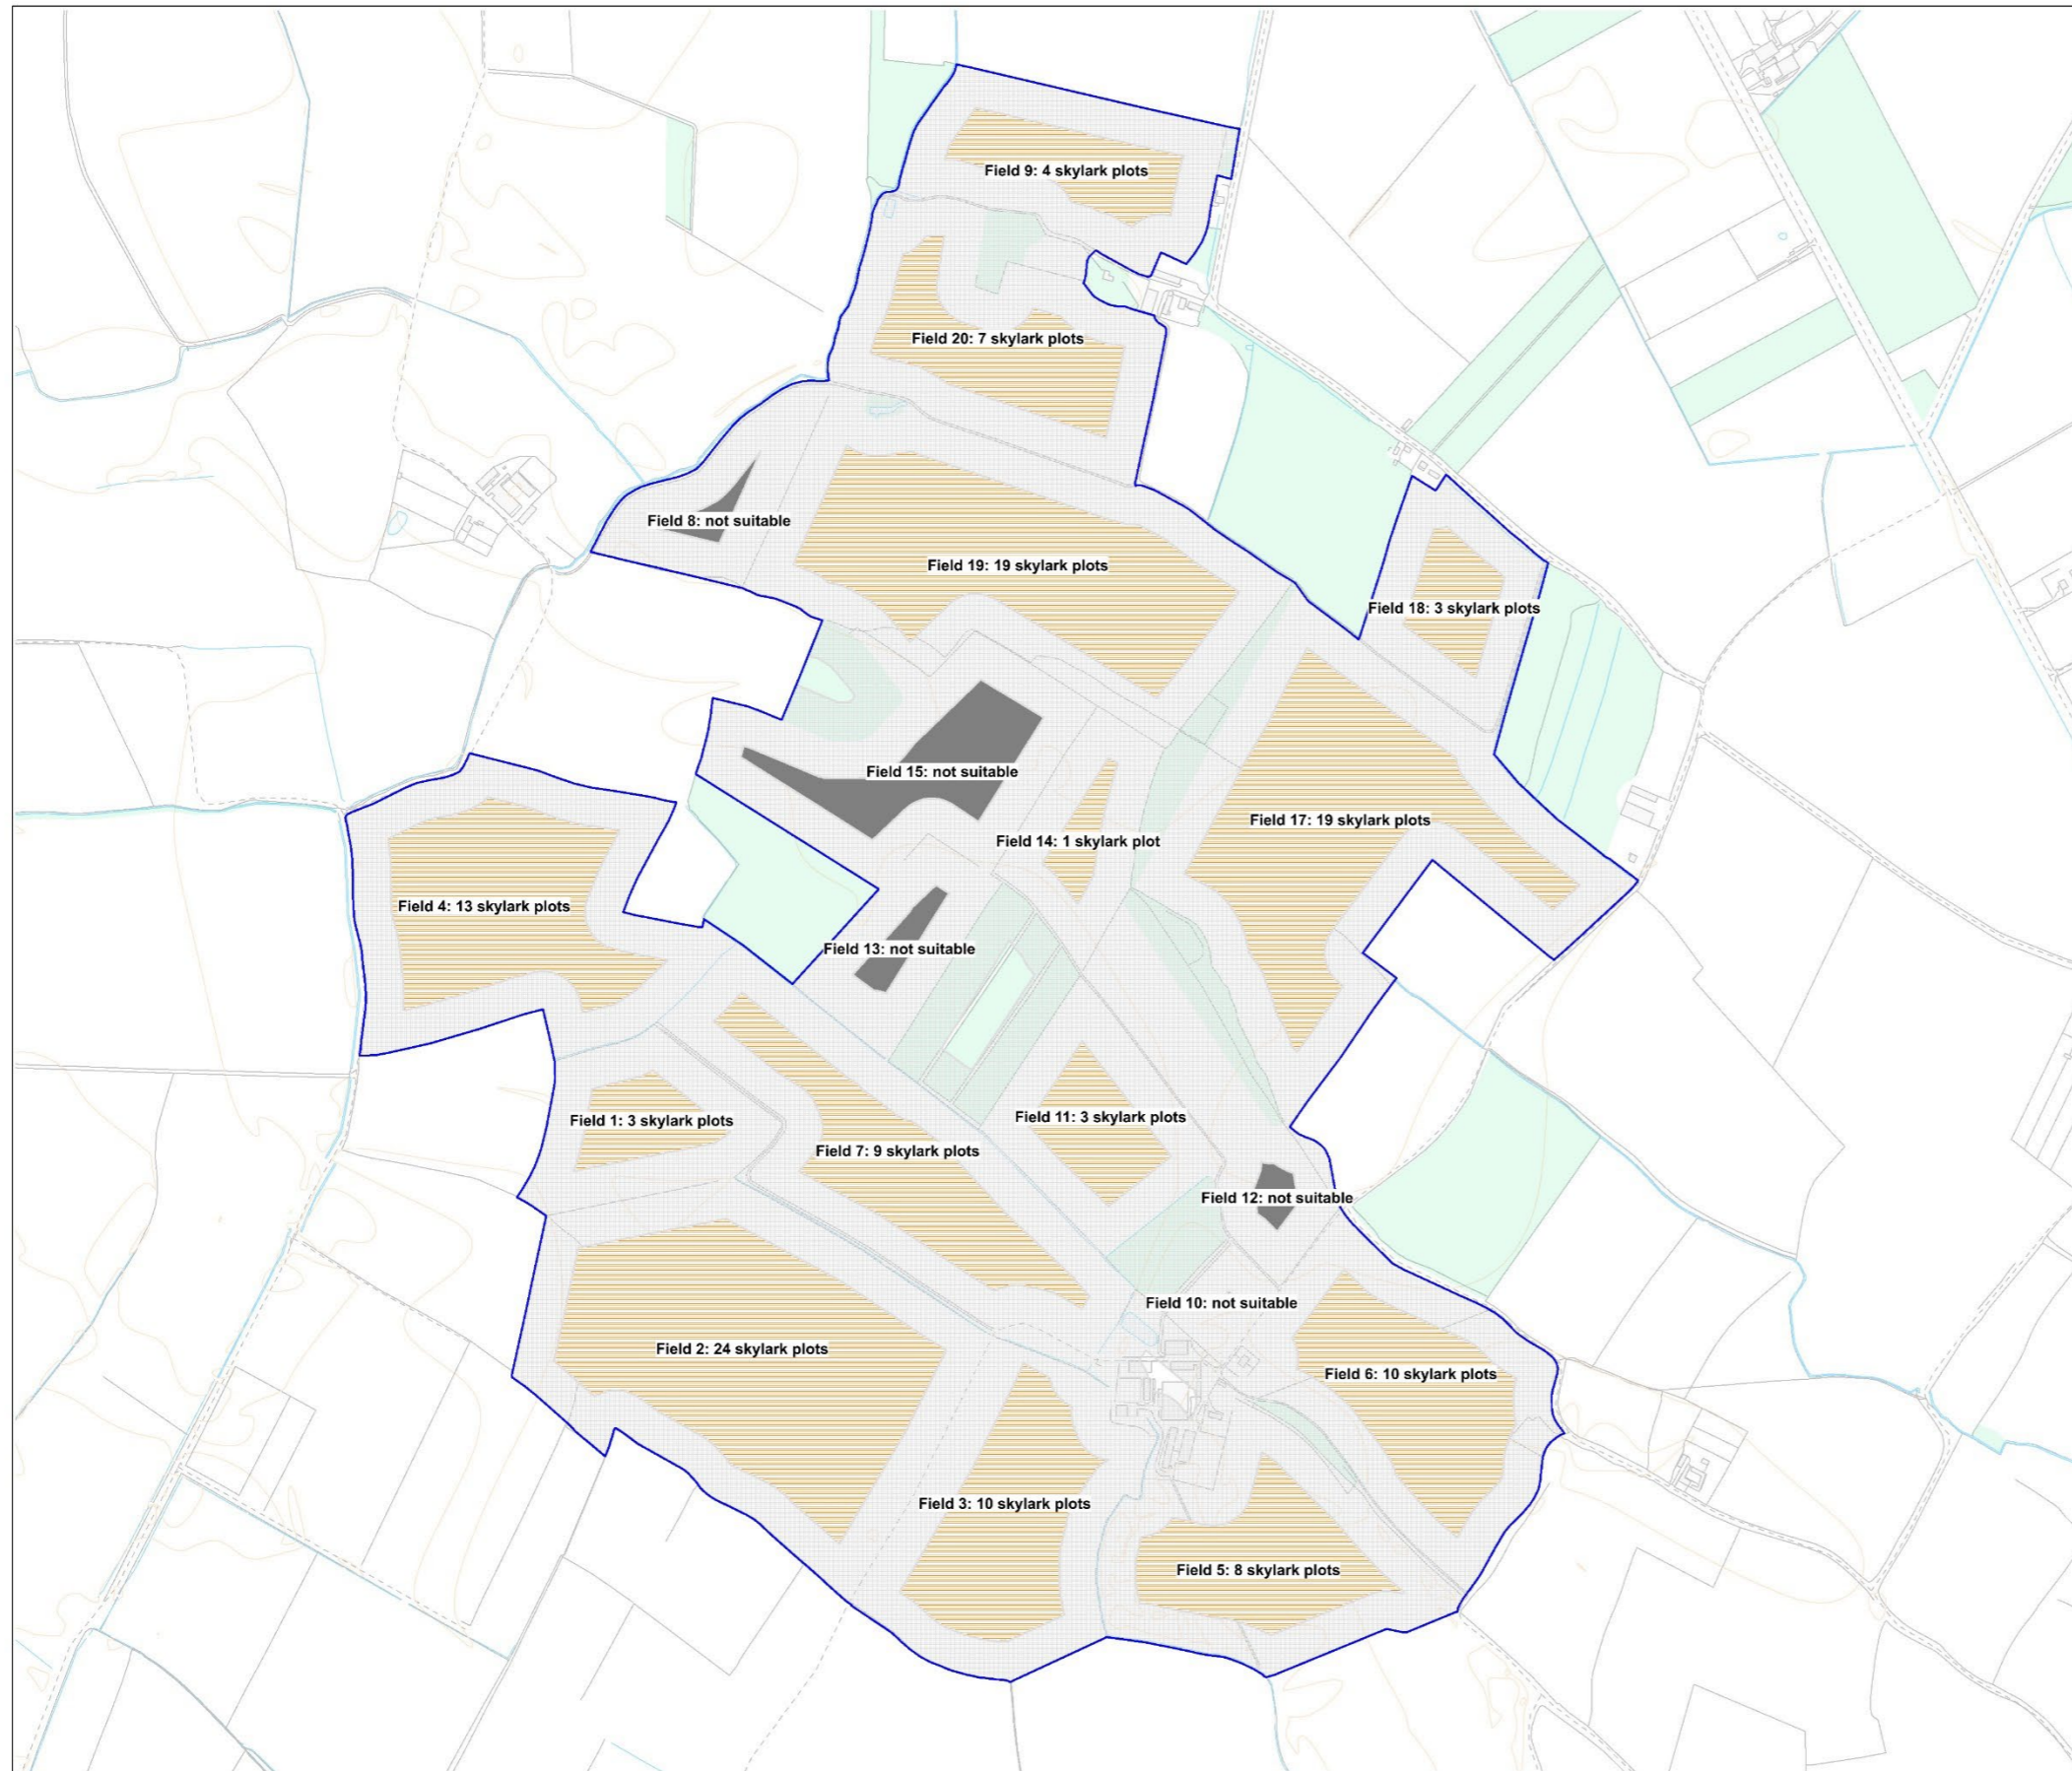 Field 9: 4 skylark plots
Field 20: 7 skylark plots
Field 8: not suitable
Field 19: 19 skylark plots
Field 18: 3 skylark plots
Field 15: not suitable
Field 17: 19 skylark plots
Field 14: 1 skylark plot
Field 4: 13 skylark plots
Field 13: not suitable
Field 11: 3 skylark plots
Field 1: 3 skylark plots
Field 7: 9 skylark plots
Field 12: not suitable
Field 10: not suitable
Field 2: 24 skylark plots
Field 6: 10 skylark plots
Field 3: 10 skylark plots
Field 5: 8 skylark plots